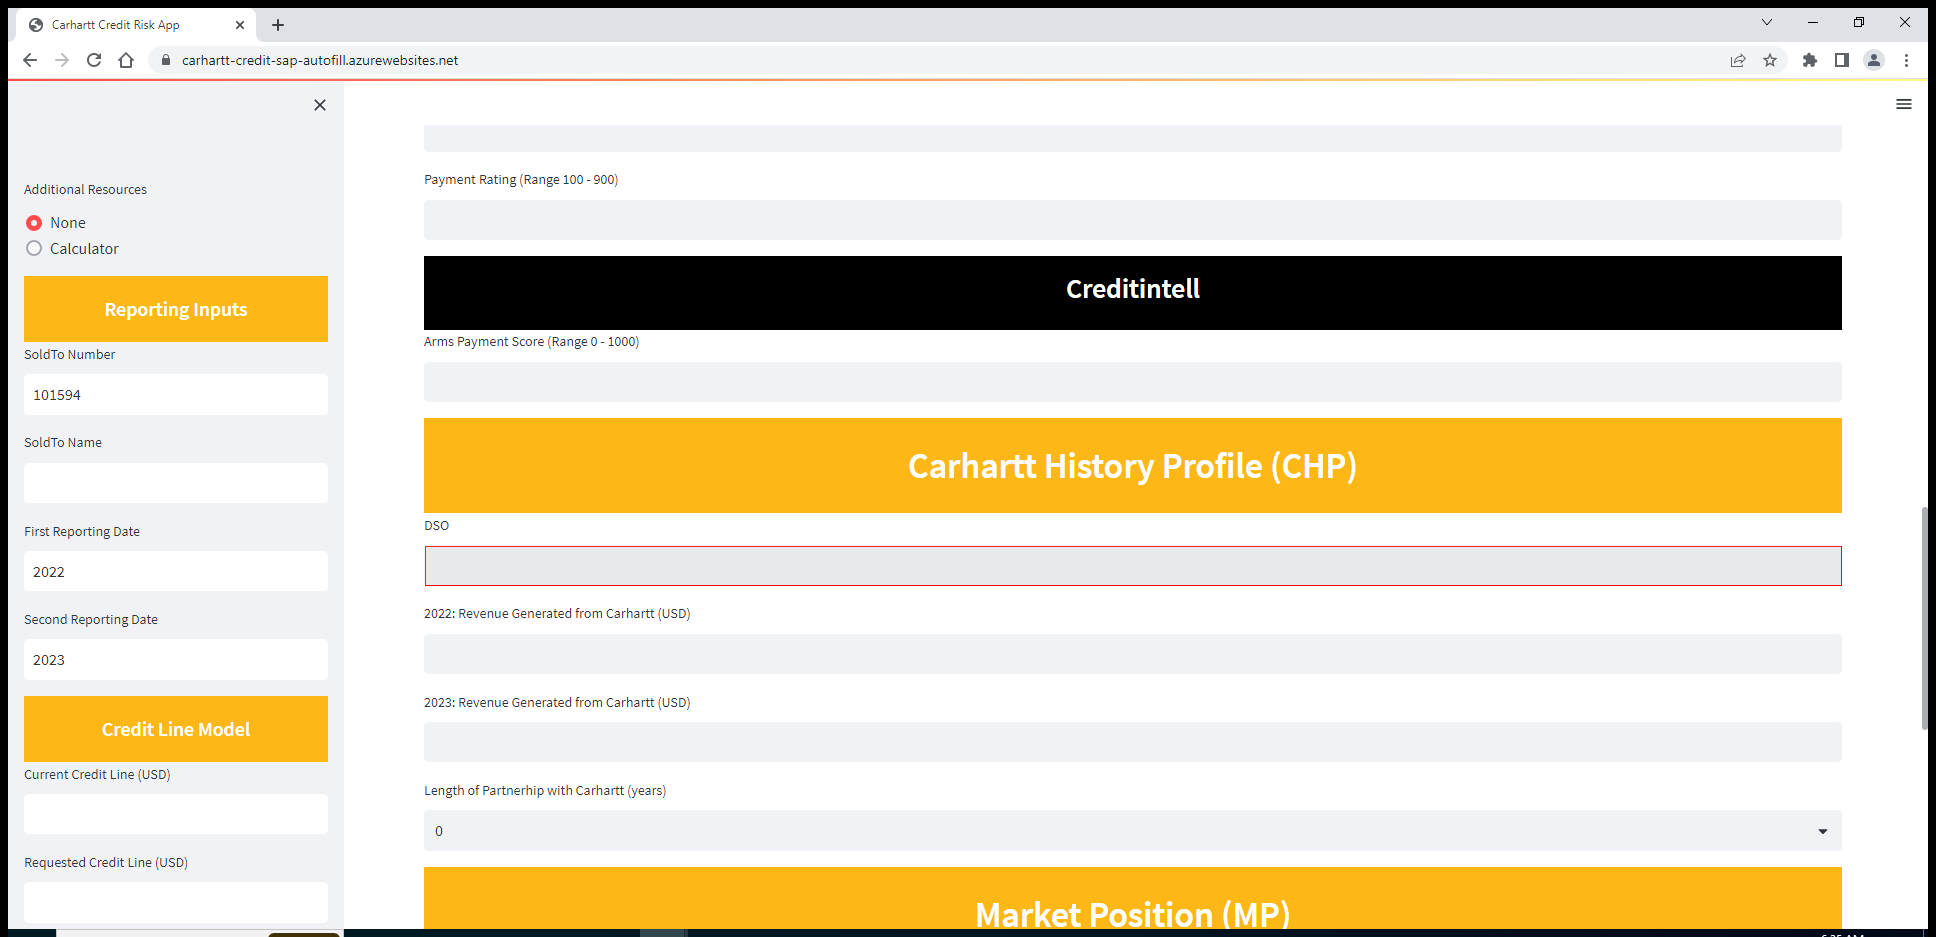 Carhartt Credit Risk App
carhartt-credit-sap-autofill.azurewebsites.net
Additional Resources
None
Calculator
Reporting Inputs
SoldTo Number
101594
SoldTo Name
First Reporting Date
2022
Second Reporting Date
2023
Credit Line Model
Current Credit Line (USD)
Requested Credit Line (USD)
Payment Rating (Range 100 - 900)
Creditintell
Arms Payment Score (Range 0 - 1000)
Carhartt History Profile (CHP)
DSO
2022: Revenue Generated from Carhartt (USD)
2023: Revenue Generated from Carhartt (USD)
Length of Partnerhip with Carhartt (years)
0
Market Position (MP)